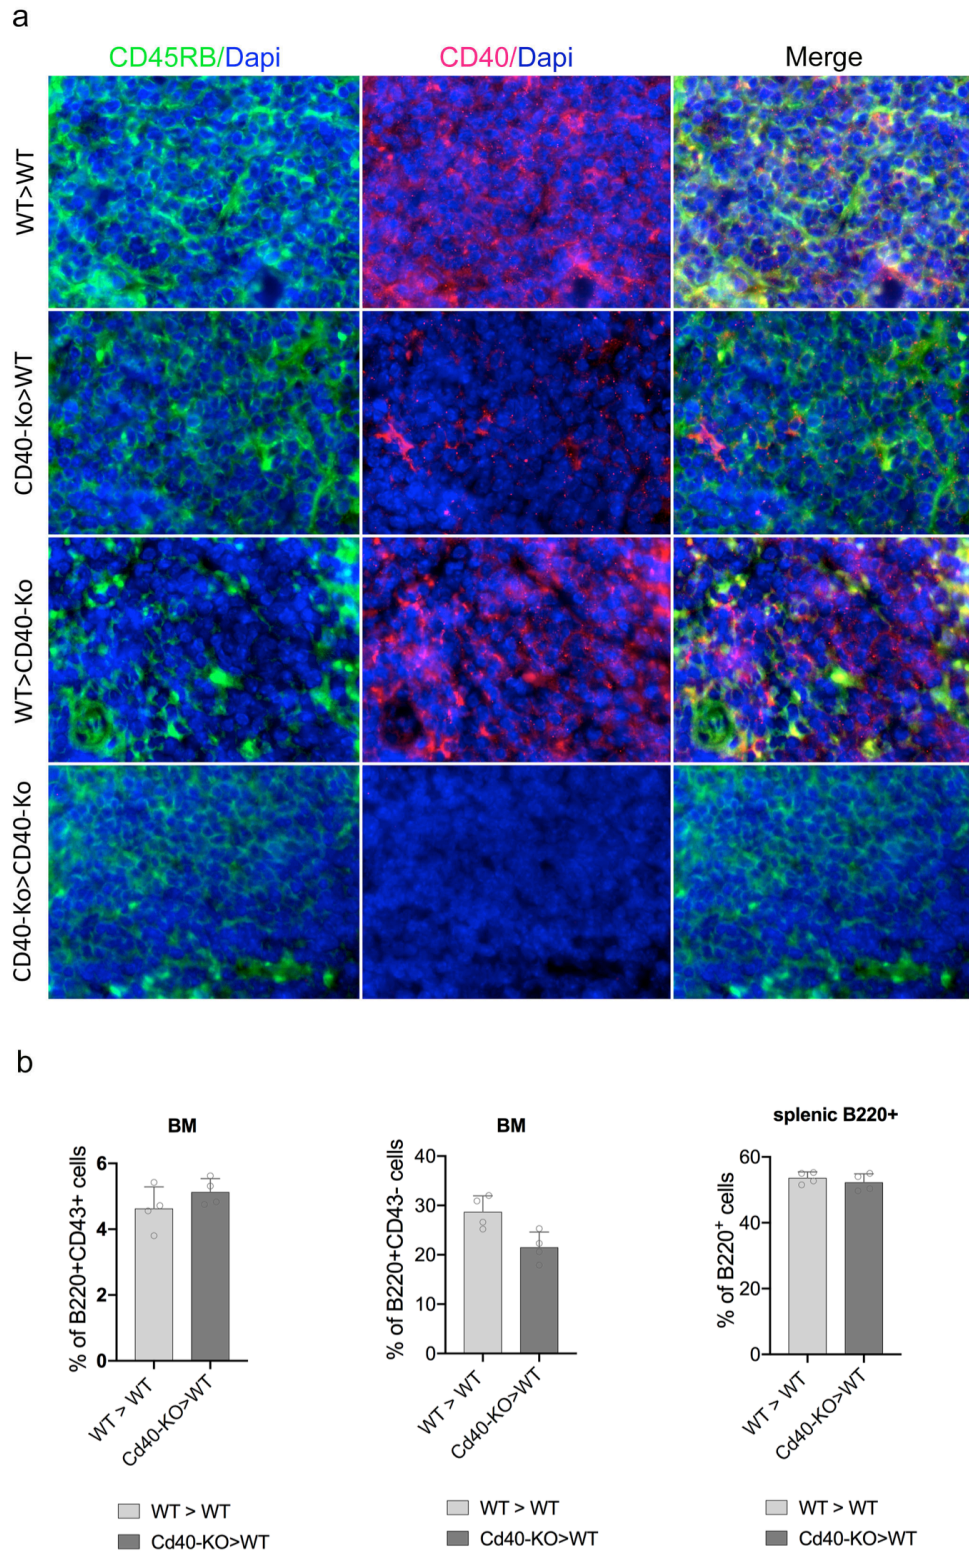 a
CD45RB/Dapi
CD40/Dapi
Merge
WT>WT
CD40-Ko>WT
WT>CD40-Ko
CD40-Ko>CD40-Ko
b
BM
% of B220+CD43+ cells
6
4
2
0
WT > WT
Cd40-KO>WT
WT > WT
Cd40-KO>WT
BM
% of B220+CD43- cells
40
30
20
10
0
WT > WT
Cd40-KO>WT
WT > WT
Cd40-KO>WT
splenic B220+
% of B220⁺ cells
60
40
20
0
WT > WT
Cd40-KO>WT
WT > WT
Cd40-KO>WT